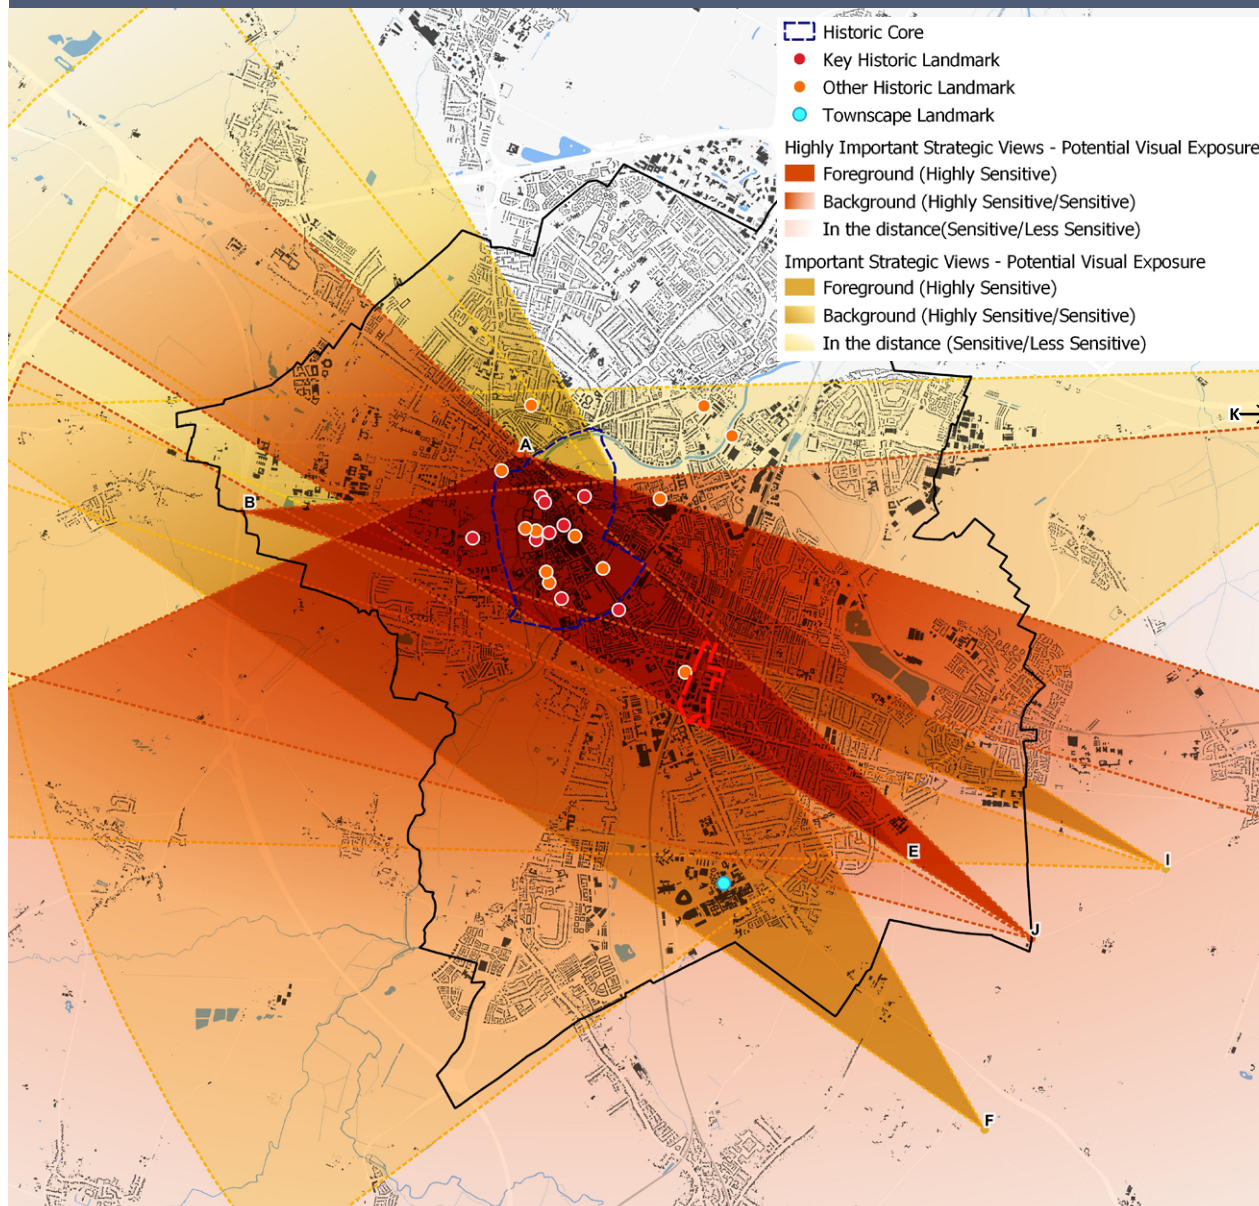 Historic Core
Key Historic Landmark
Other Historic Landmark
Townscape Landmark
Highly Important Strategic Views - Potential Visual Exposure
Foreground (Highly Sensitive)
Background (Highly Sensitive/Sensitive)
In the distance(Sensitive/Less Sensitive)
Important Strategic Views - Potential Visual Exposure
Foreground (Highly Sensitive)
Background (Highly Sensitive/Sensitive)
In the distance (Sensitive/Less Sensitive)
K
A
B
E
I
J
F